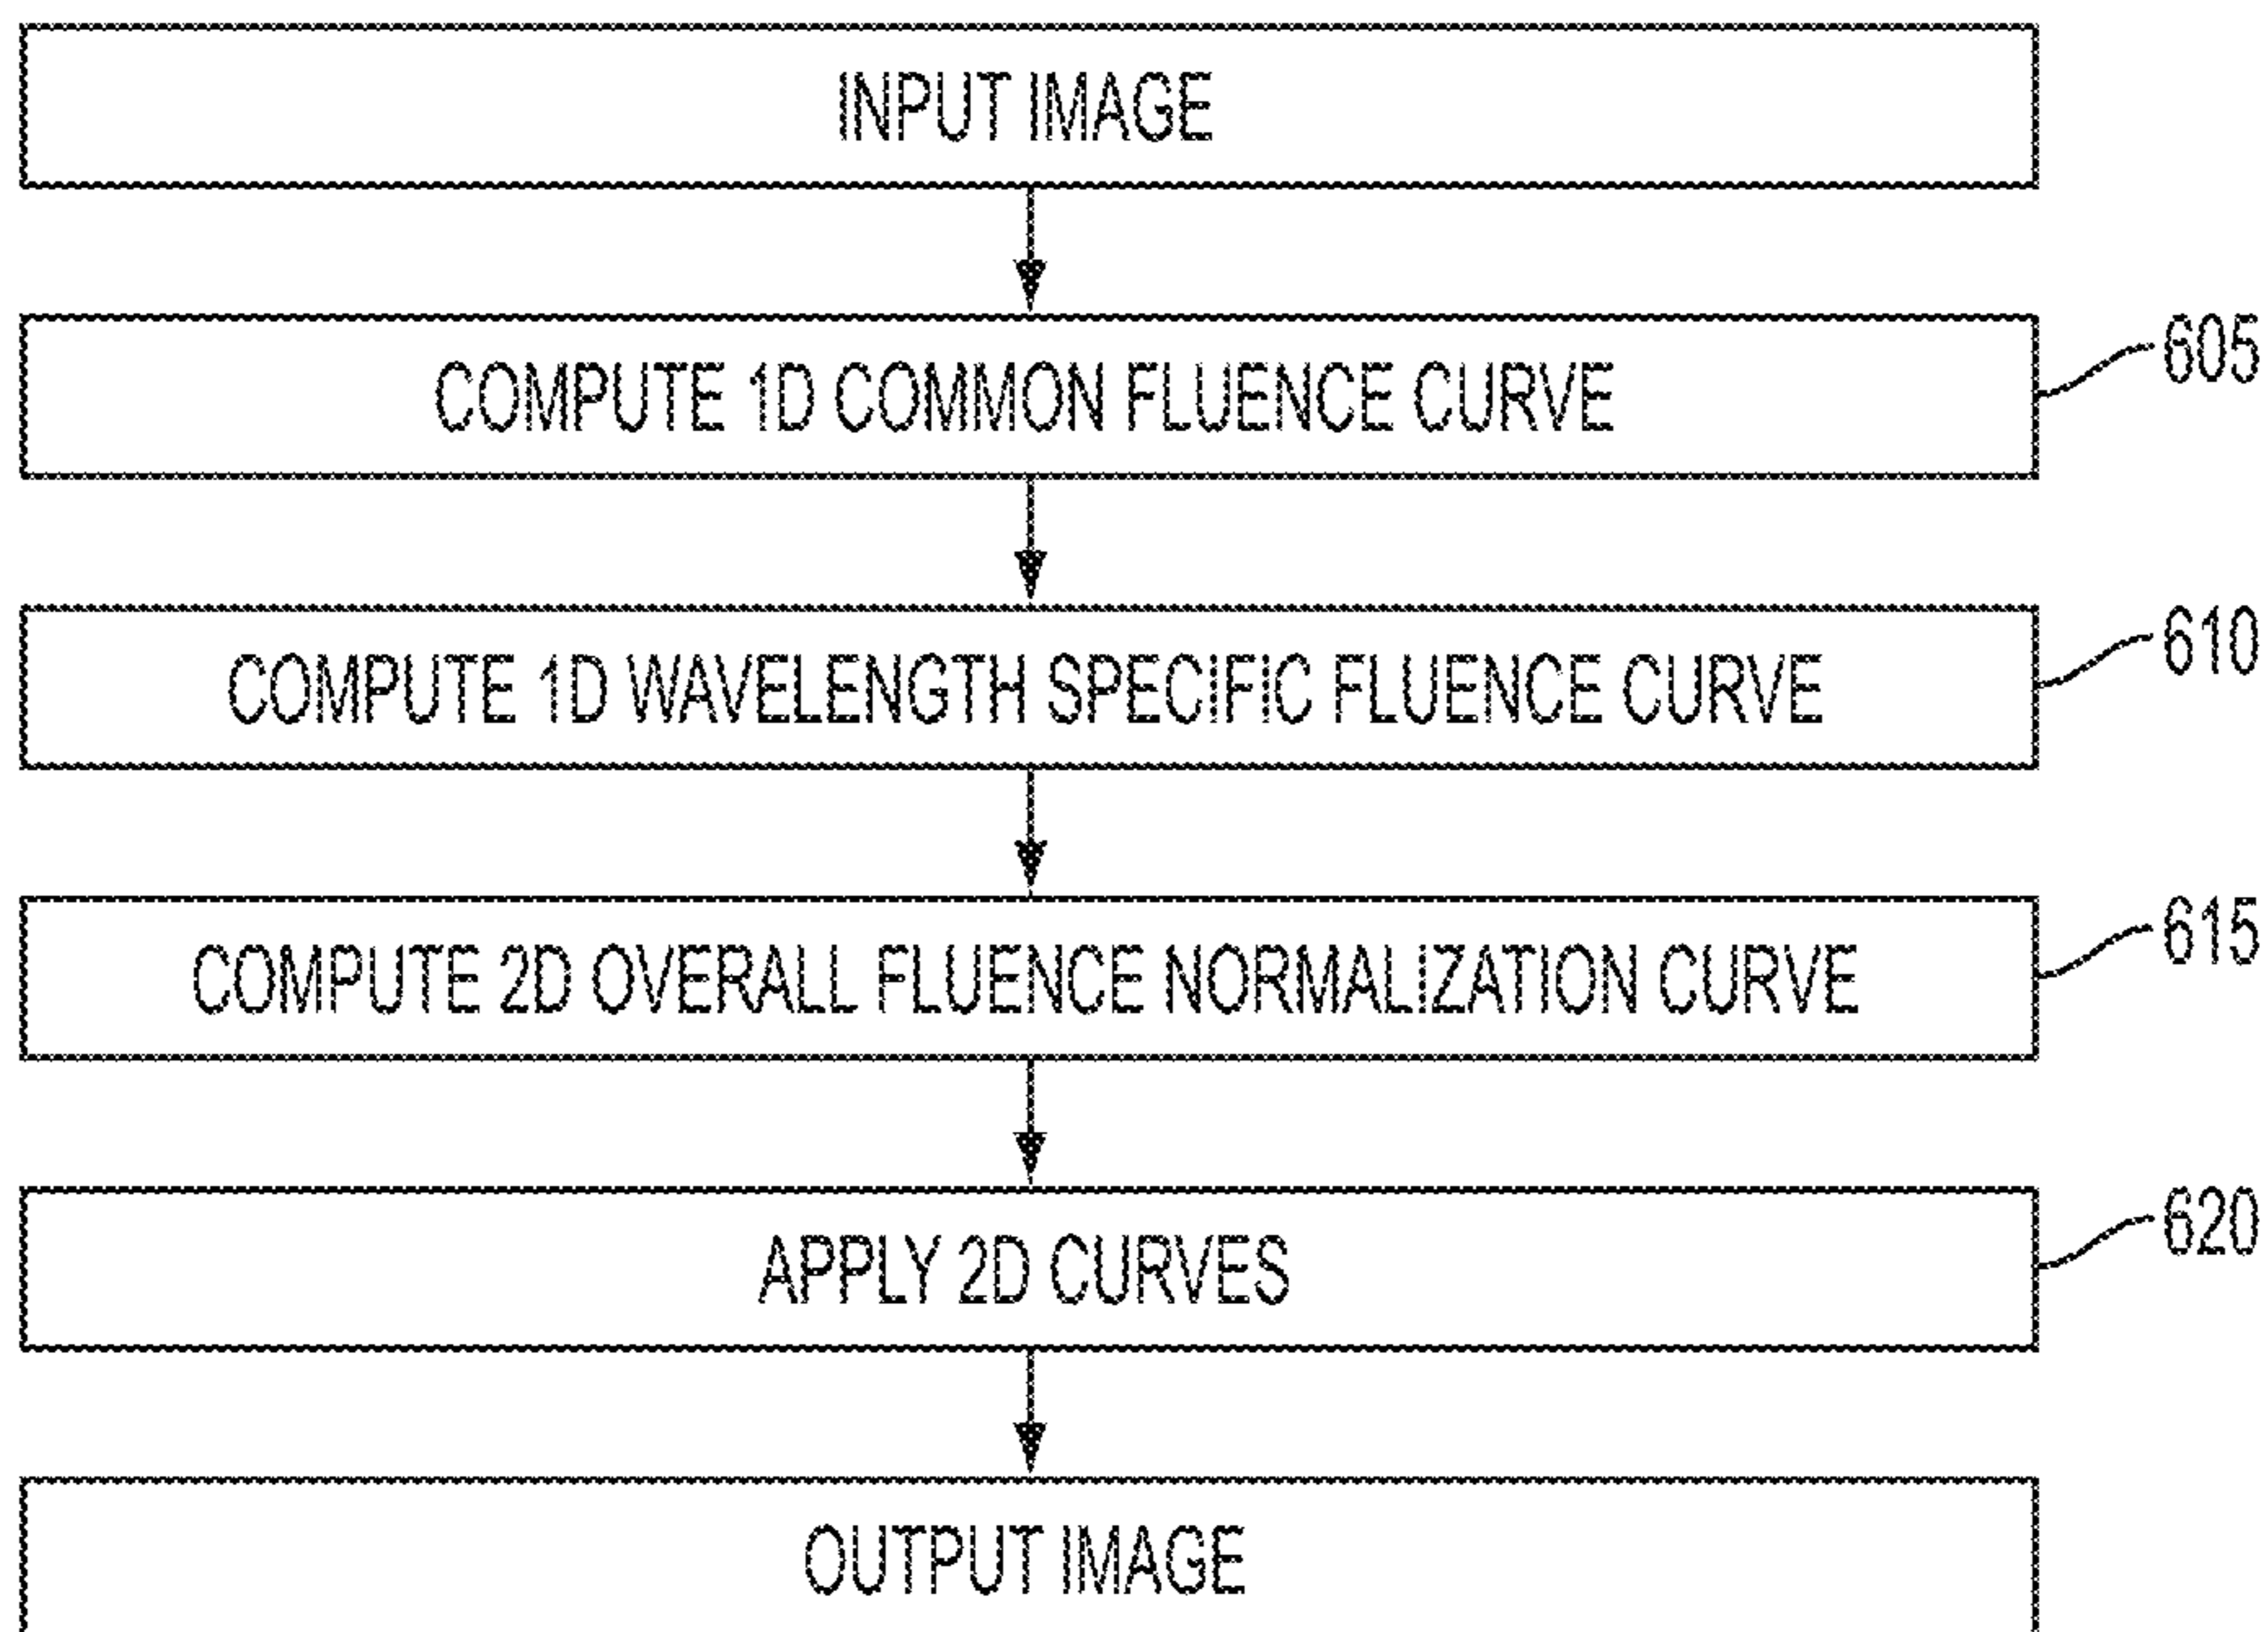 INPUT IMAGE
COMPUTE 1D COMMON FLUENCE CURVE
605
COMPUTE 1D WAVELENGTH SPECIFIC FLUENCE CURVE
610
COMPUTE 2D OVERALL FLUENCE NORMALIZATION CURVE
615
APPLY 2D CURVES
620
OUTPUT IMAGE